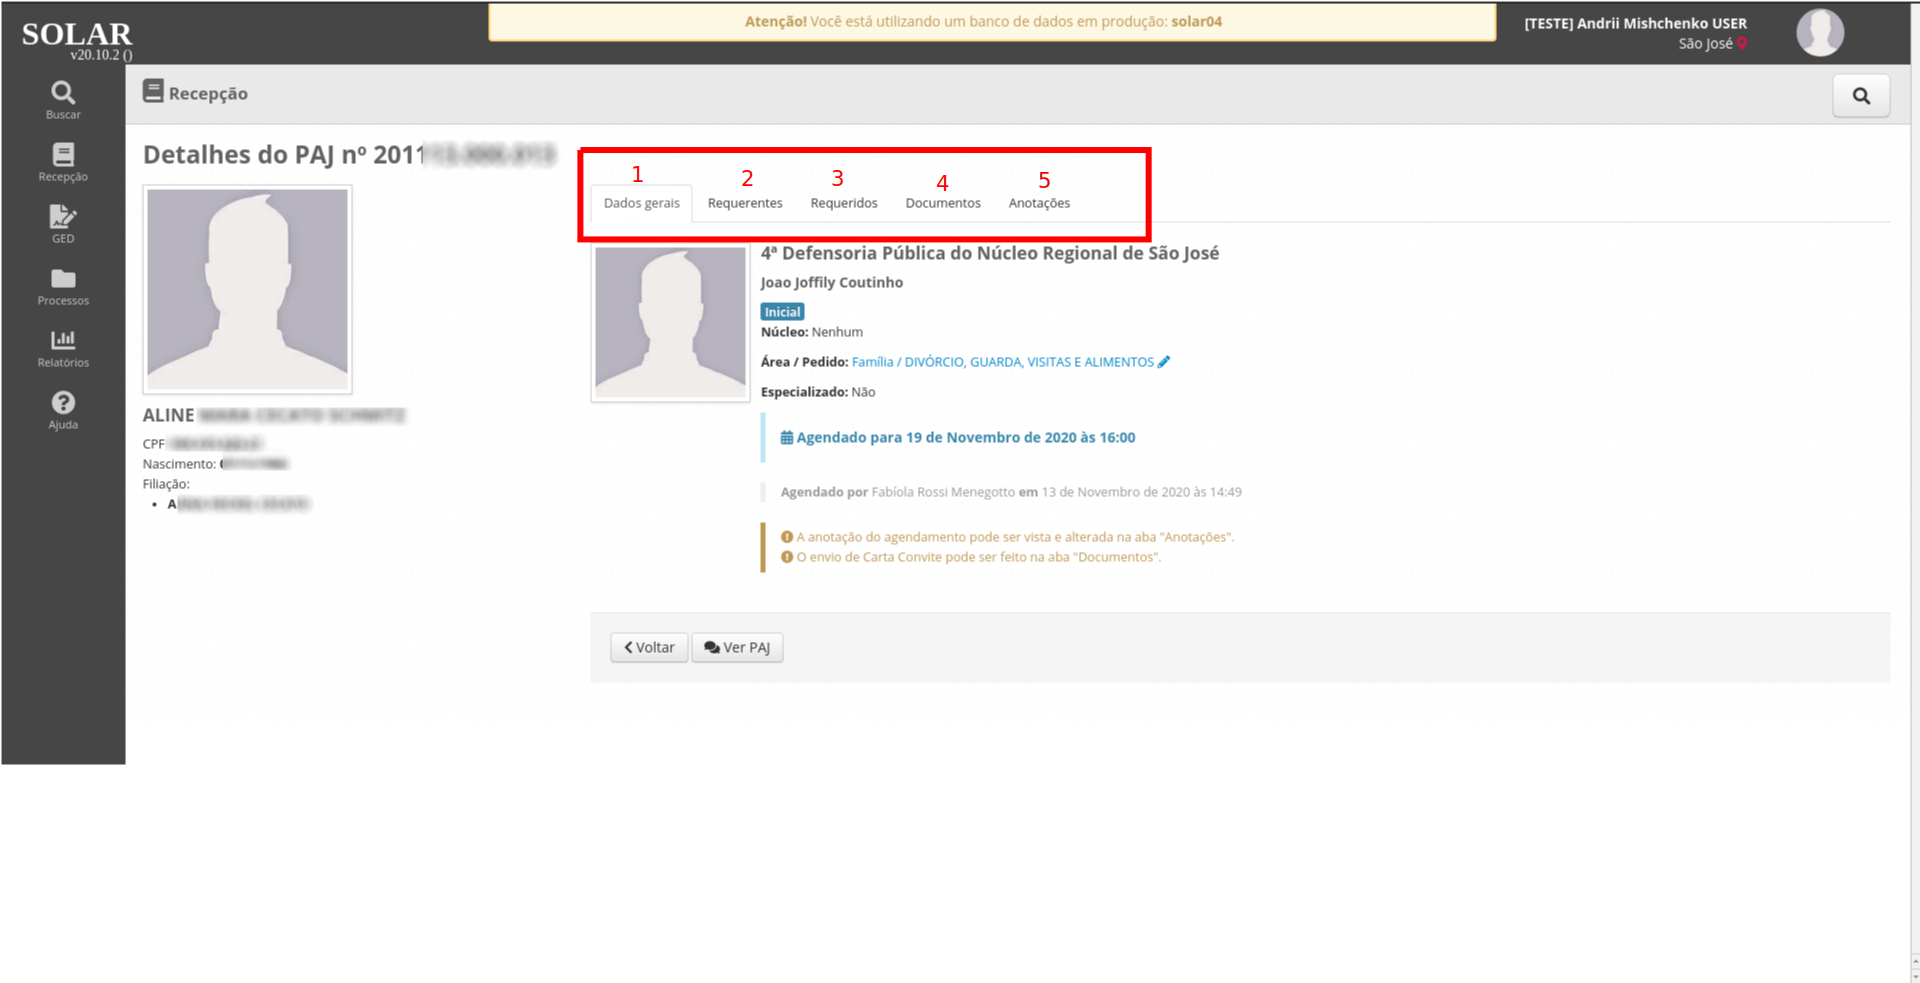 SOLAR
v20.10.2 ()
Atenção! Você está utilizando um banco de dados em produção: solar04
[TESTE] Andrii Mishchenko USER
São José
Buscar
Recepção
GED
Processos
Relatórios
Ajuda
Recepção
Detalhes do PAJ nº 2011
ALINE
CPF
Nascimento:
Filiação:
• A
1 2 3 4 5
Dados gerais Requerentes Requeridos Documentos Anotações
4ª Defensoria Pública do Núcleo Regional de São José
Joao Joffily Coutinho
Inicial
Núcleo: Nenhum
Área / Pedido: Família / DIVÓRCIO, GUARDA, VISITAS E ALIMENTOS
Especializado: Não
Agendado para 19 de Novembro de 2020 às 16:00
Agendado por Fabíola Rossi Menegotto em 13 de Novembro de 2020 às 14:49
A anotação do agendamento pode ser vista e alterada na aba "Anotações".
O envio de Carta Convite pode ser feito na aba "Documentos".
Voltar Ver PAJ